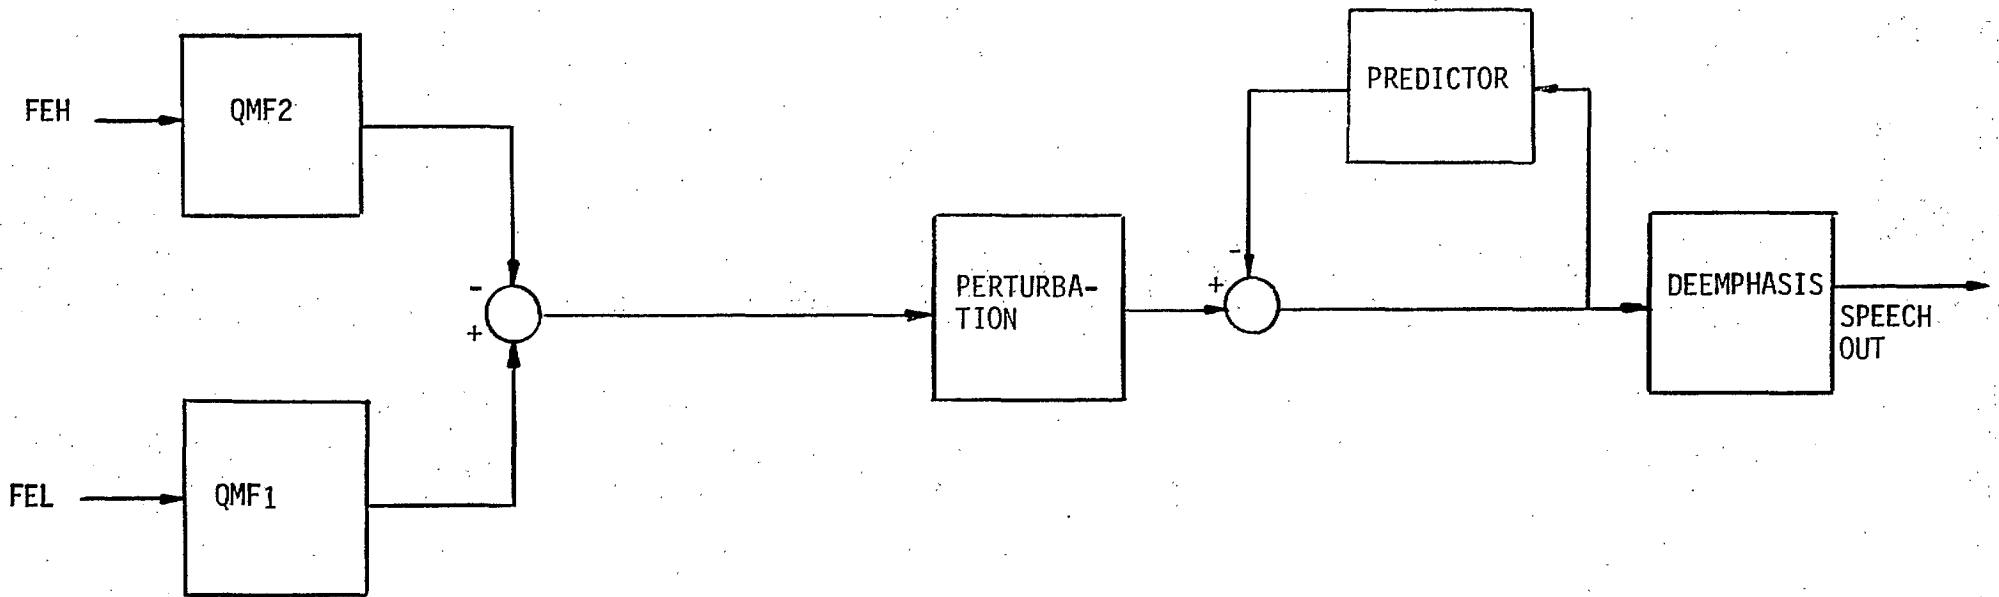 PREDICTOR
FEH
QMF2
-
+
-
+
PERTURBA-
TION
DEEMPHASIS
SPEECH
OUT
FEL
QMF1